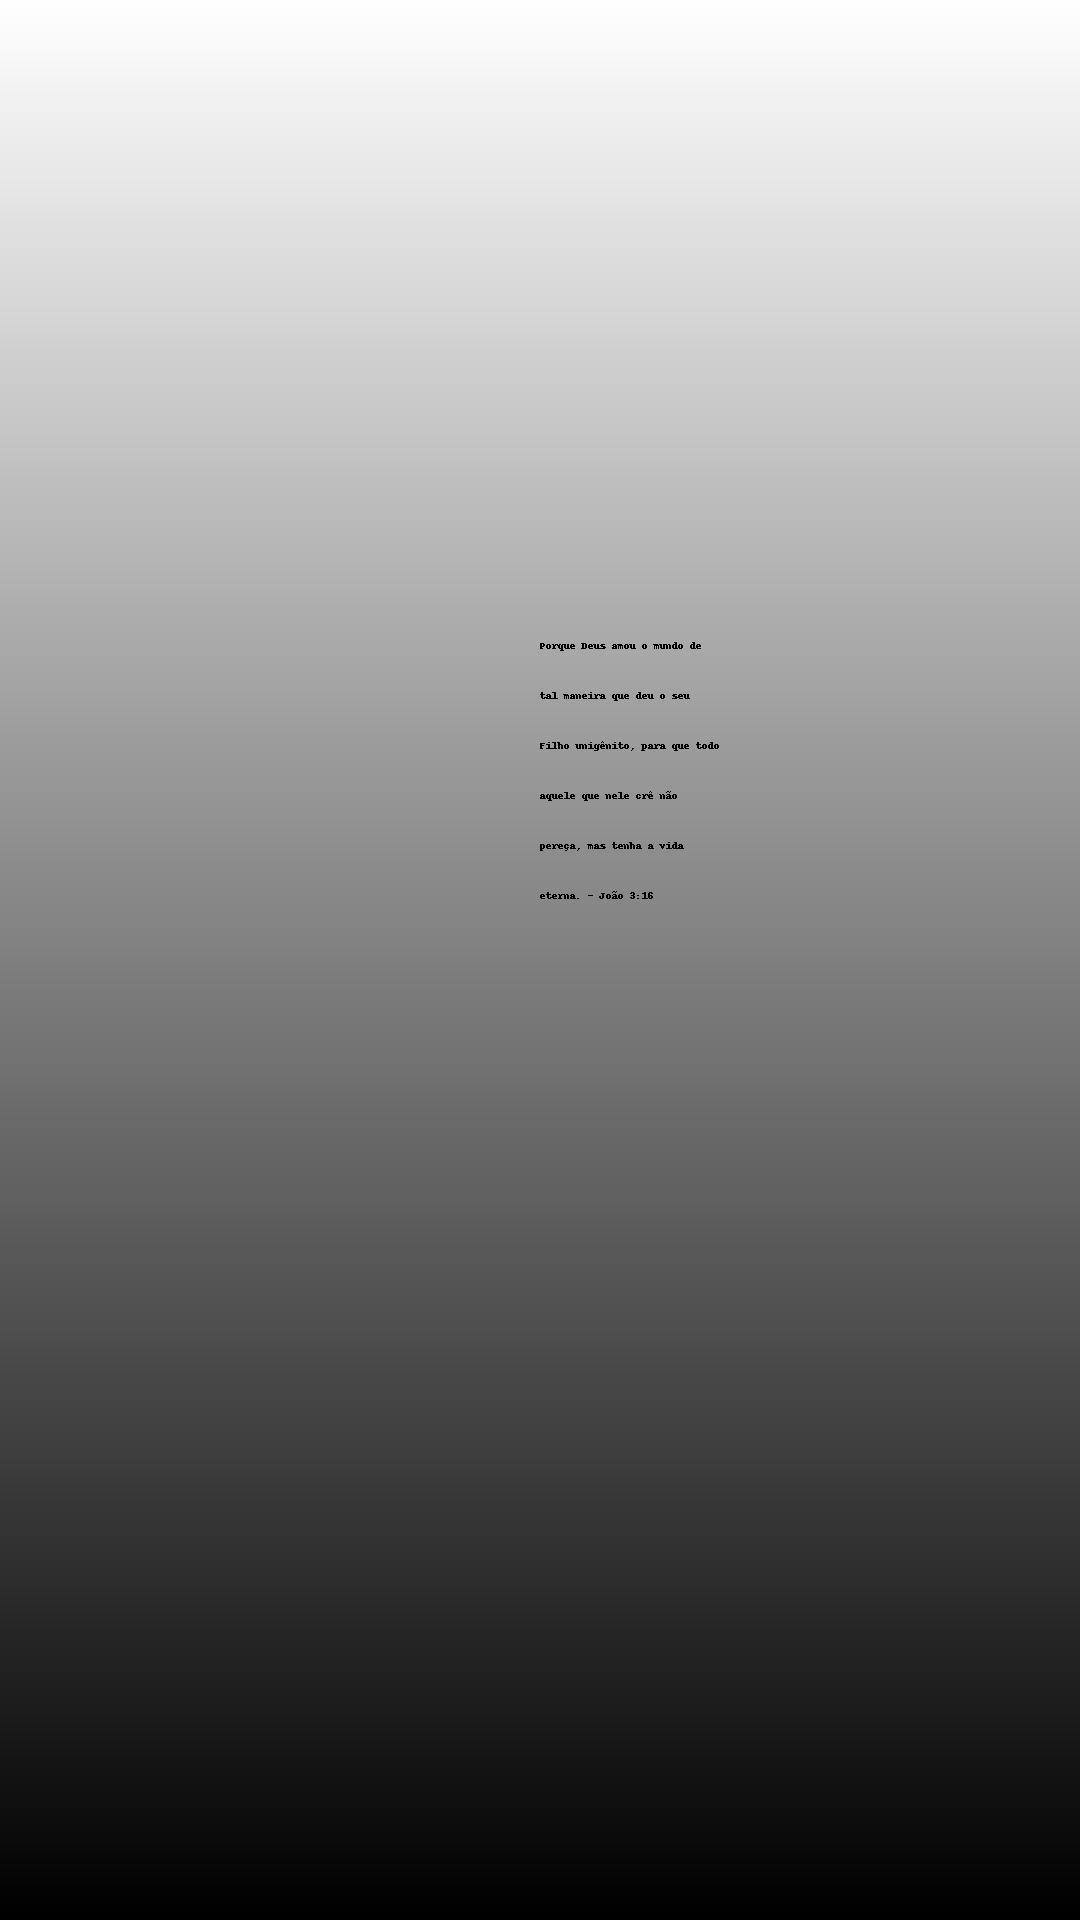 Porque Deus amou o mundo de
tal maneira que deu o seu
Filho unigênito, para que todo
aquele que nele crê não
pereça, mas tenha a vida
eterna. - João 3:16